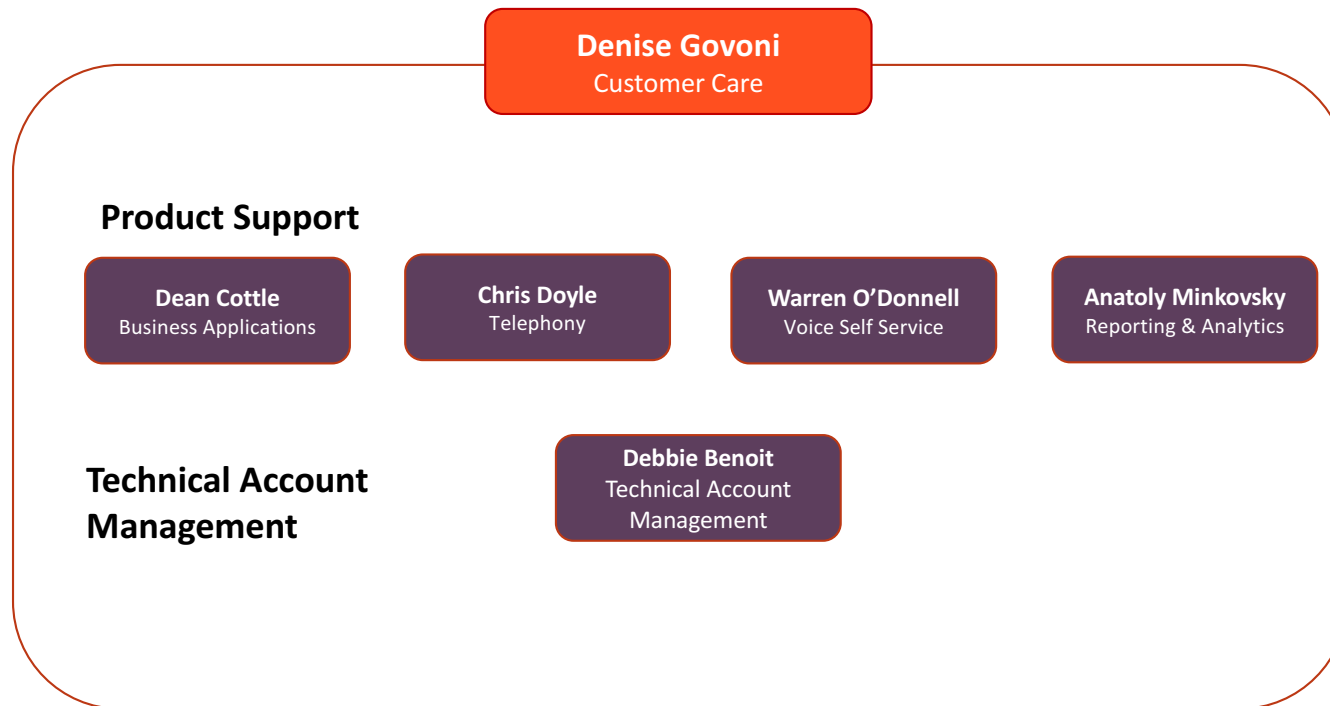 Denise Govoni
Customer Care
Product Support
Dean Cottle
Business Applications
Chris Doyle
Telephony
Warren O’Donnell
Voice Self Service
Anatoly Minkovsky
Reporting & Analytics
Technical Account
Management
Debbie Benoit
Technical Account
Management